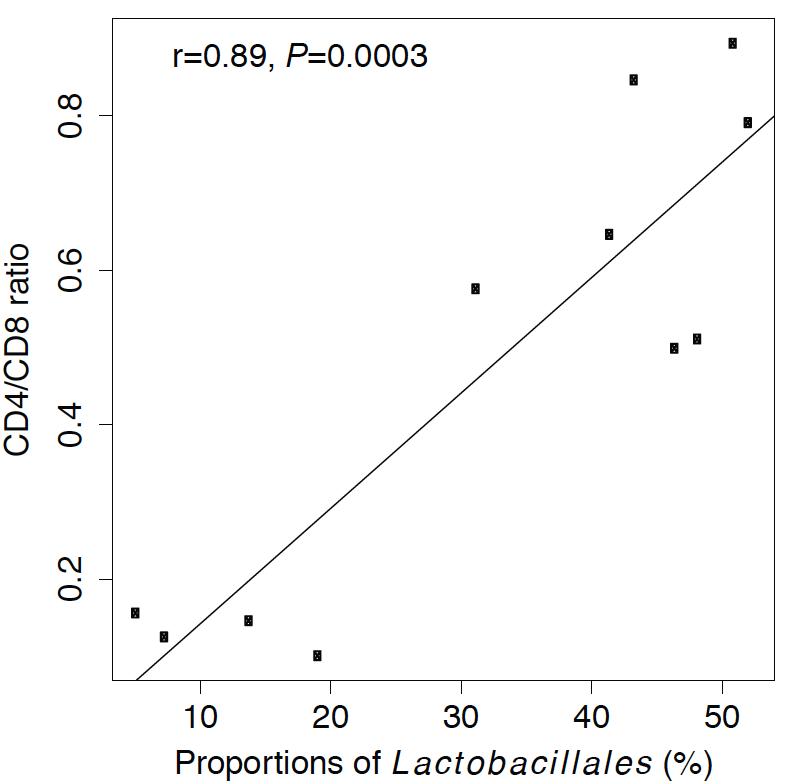 r=0.89, P=0.0003
CD4/CD8 ratio
0.8
0.6
0.4
0.2
10 20 30 40 50
Proportions of Lactobacillales (%)